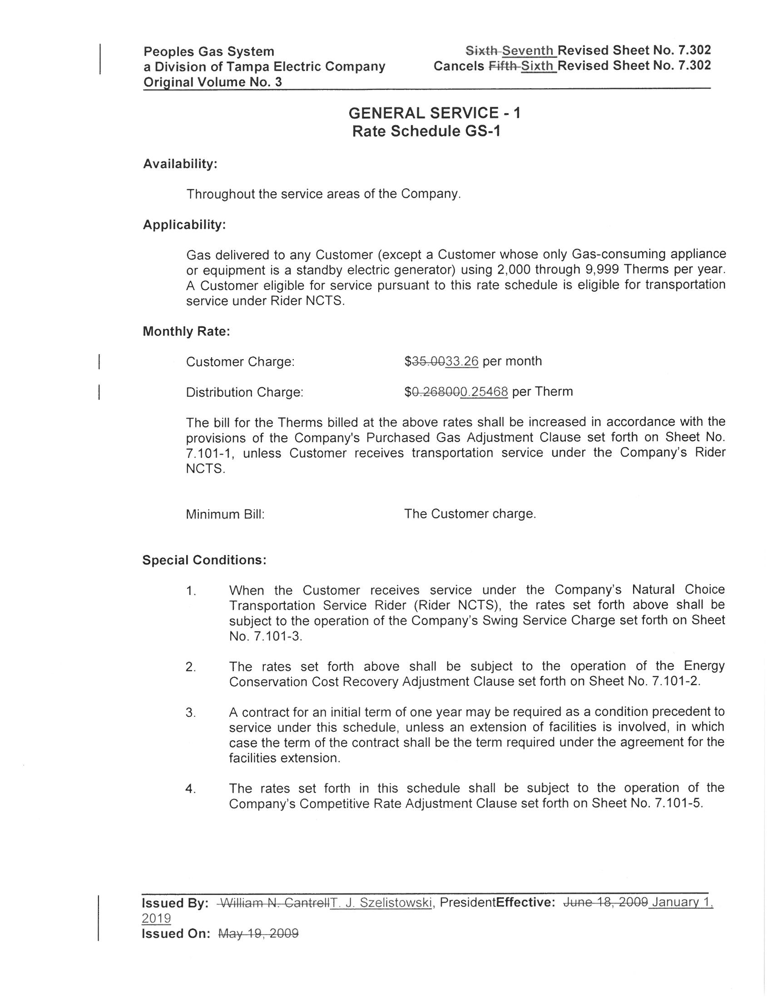 Peoples Gas System
a Division of Tampa Electric Company
Original Volume No. 3
Sixth Seventh Revised Sheet No. 7.302
Cancels Fifth Sixth Revised Sheet No. 7.302
GENERAL SERVICE - 1
Rate Schedule GS-1
Availability:
Throughout the service areas of the Company.
Applicability:
Gas delivered to any Customer (except a Customer whose only Gas-consuming appliance
or equipment is a standby electric generator) using 2,000 through 9,999 Therms per year.
A Customer eligible for service pursuant to this rate schedule is eligible for transportation
service under Rider NCTS.
Monthly Rate:
Customer Charge: $35.0033.26 per month
Distribution Charge: $0.268000.25468 per Therm
The bill for the Therms billed at the above rates shall be increased in accordance with the
provisions of the Company's Purchased Gas Adjustment Clause set forth on Sheet No.
7.101-1, unless Customer receives transportation service under the Company's Rider
NCTS.
Minimum Bill: The Customer charge.
Special Conditions:
1. When the Customer receives service under the Company's Natural Choice
Transportation Service Rider (Rider NCTS), the rates set forth above shall be
subject to the operation of the Company's Swing Service Charge set forth on Sheet
No. 7.101-3.
2. The rates set forth above shall be subject to the operation of the Energy
Conservation Cost Recovery Adjustment Clause set forth on Sheet No. 7.101-2.
3. A contract for an initial term of one year may be required as a condition precedent to
service under this schedule, unless an extension of facilities is involved, in which
case the term of the contract shall be the term required under the agreement for the
facilities extension.
4. The rates set forth in this schedule shall be subject to the operation of the
Company's Competitive Rate Adjustment Clause set forth on Sheet No. 7.101-5.
Issued By: William N. CantrellT. J. Szelistowski, PresidentEffective: June 18, 2009 January 1,
2019
Issued On: May 19, 2009